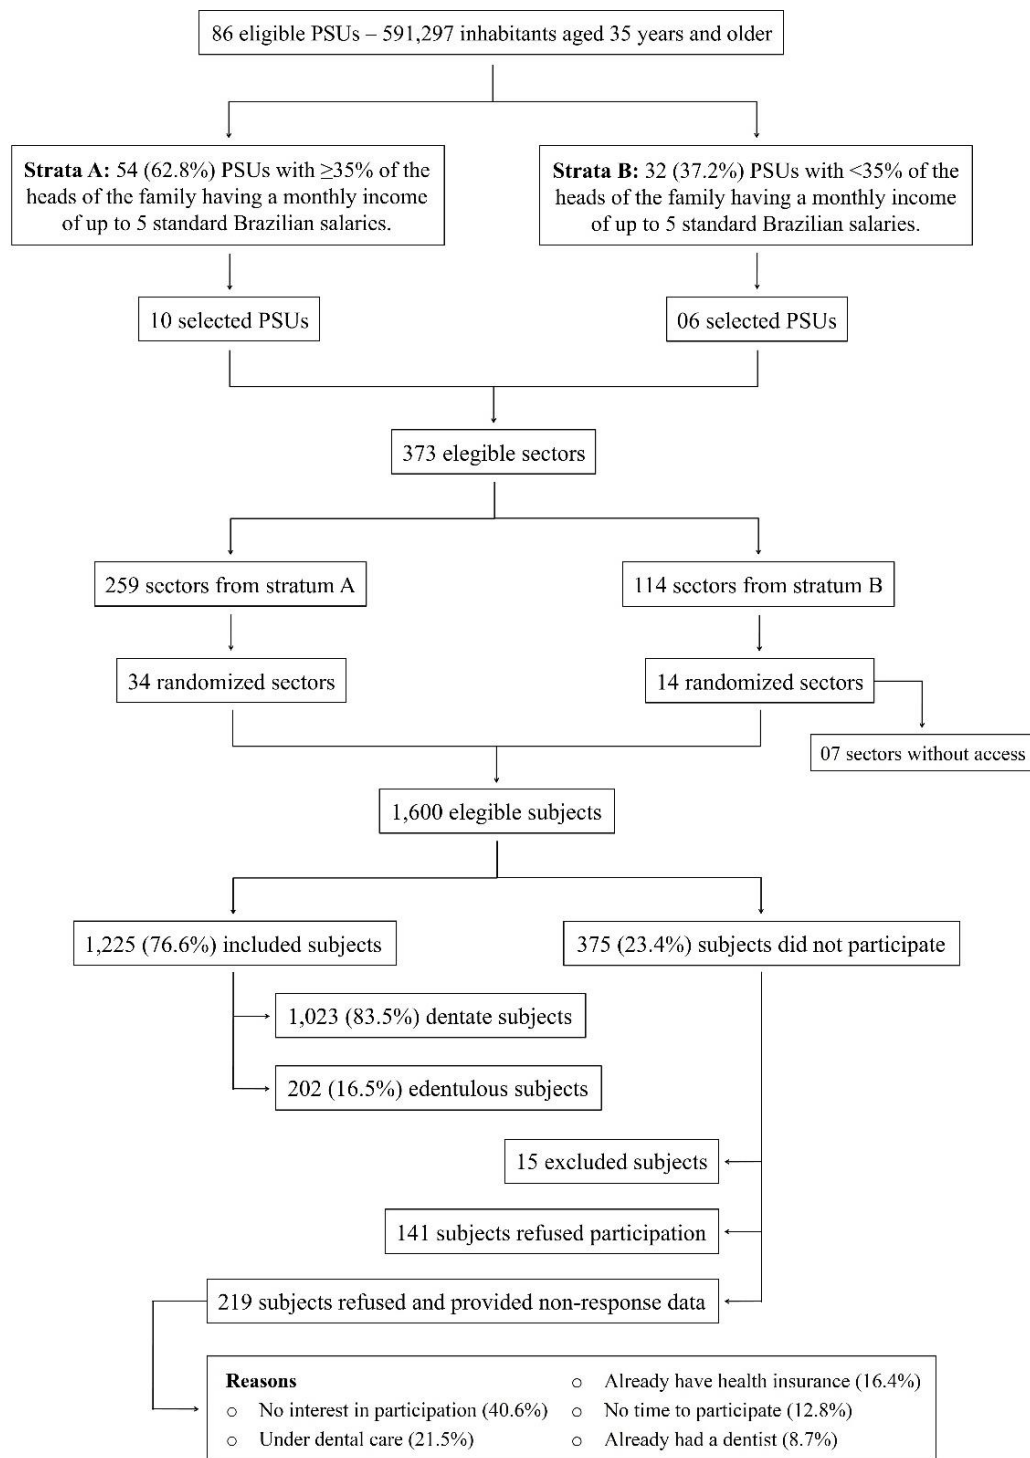 86 eligible PSUs – 591,297 inhabitants aged 35 years and older
Strata A: 54 (62.8%) PSUs with ≥35% of the
heads of the family having a monthly income
of up to 5 standard Brazilian salaries.
Strata B: 32 (37.2%) PSUs with <35% of the
heads of the family having a monthly income
of up to 5 standard Brazilian salaries.
10 selected PSUs
06 selected PSUs
373 elegible sectors
259 sectors from stratum A
114 sectors from stratum B
34 randomized sectors
14 randomized sectors
07 sectors without access
1,600 elegible subjects
1,225 (76.6%) included subjects
375 (23.4%) subjects did not participate
1,023 (83.5%) dentate subjects
202 (16.5%) edentulous subjects
15 excluded subjects
141 subjects refused participation
219 subjects refused and provided non-response data
Reasons
○ No interest in participation (40.6%)
○ Under dental care (21.5%)
○ Already have health insurance (16.4%)
○ No time to participate (12.8%)
○ Already had a dentist (8.7%)